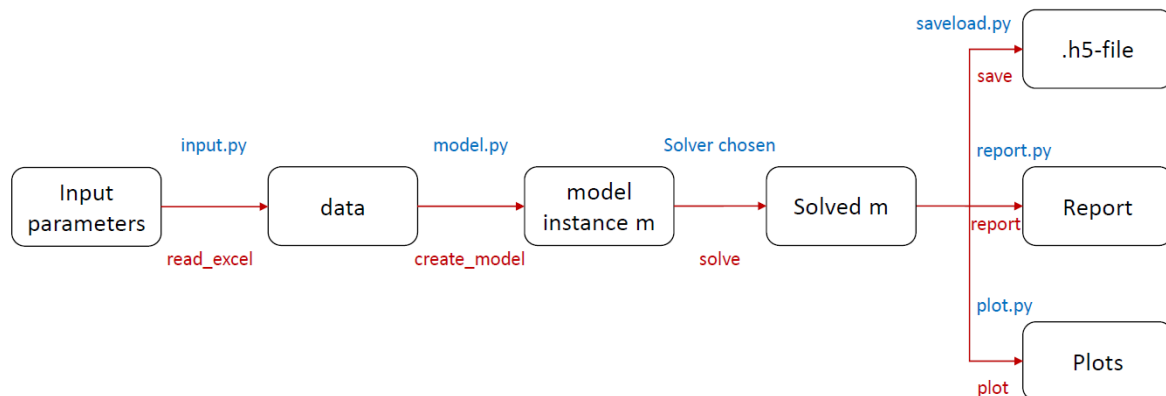 saveload.py
.h5-file
save
input.py
model.py
Solver chosen
report.py
Input
parameters
data
model
instance m
Solved m
Report
report
read_excel
create_model
solve
plot.py
Plots
plot